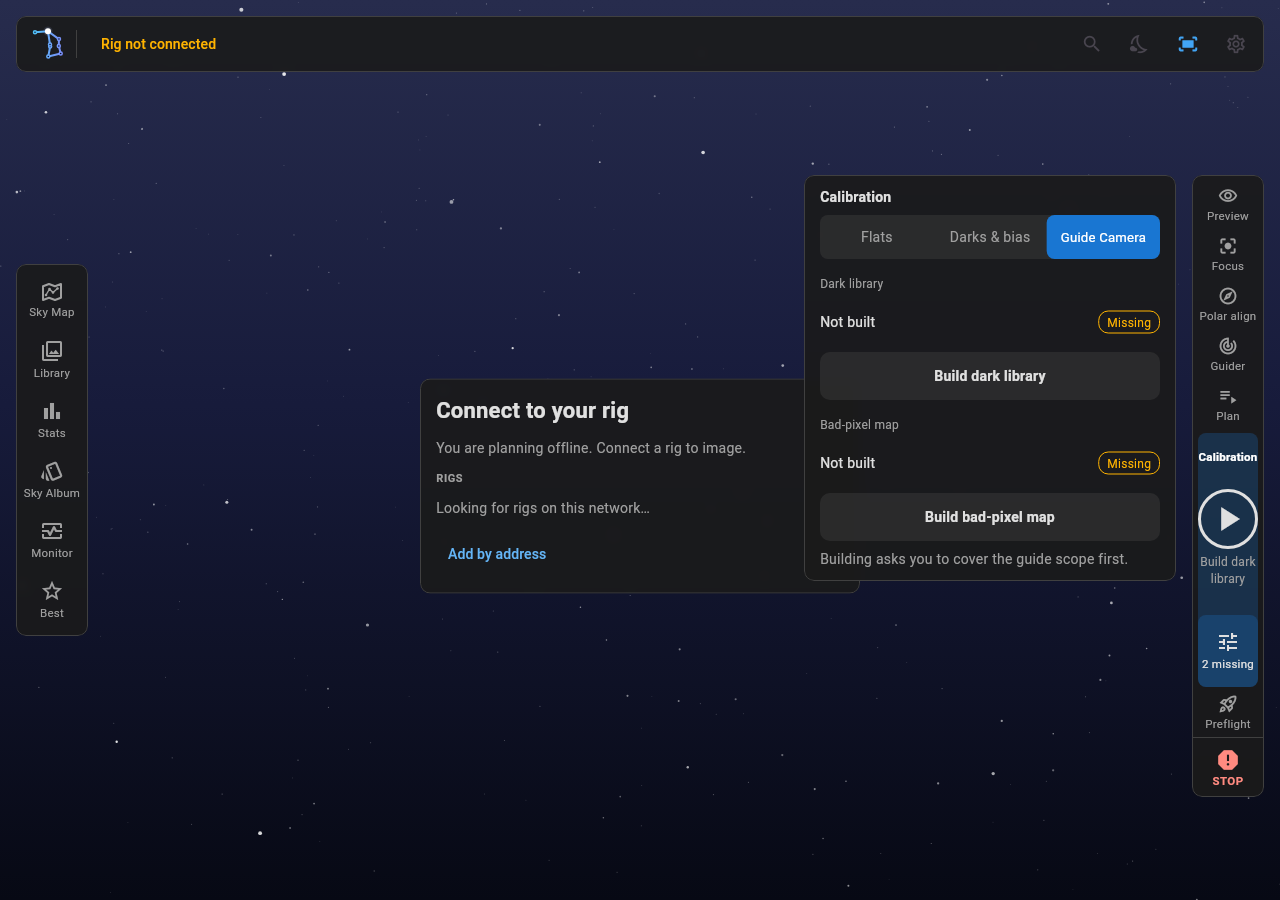 Rig not connected
Sky Map
Library
Stats
Sky Album
Monitor
Best
Connect to your rig
You are planning offline. Connect a rig to image.
RIGS
Looking for rigs on this network…
Add by address
Calibration
Flats
Darks & bias
Guide Camera
Dark library
Not built
Missing
Build dark library
Bad-pixel map
Not built
Missing
Build bad-pixel map
Building asks you to cover the guide scope first.
Preview
Focus
Polar align
Guider
Plan
Calibration
Build dark
library
2 missing
Preflight
STOP